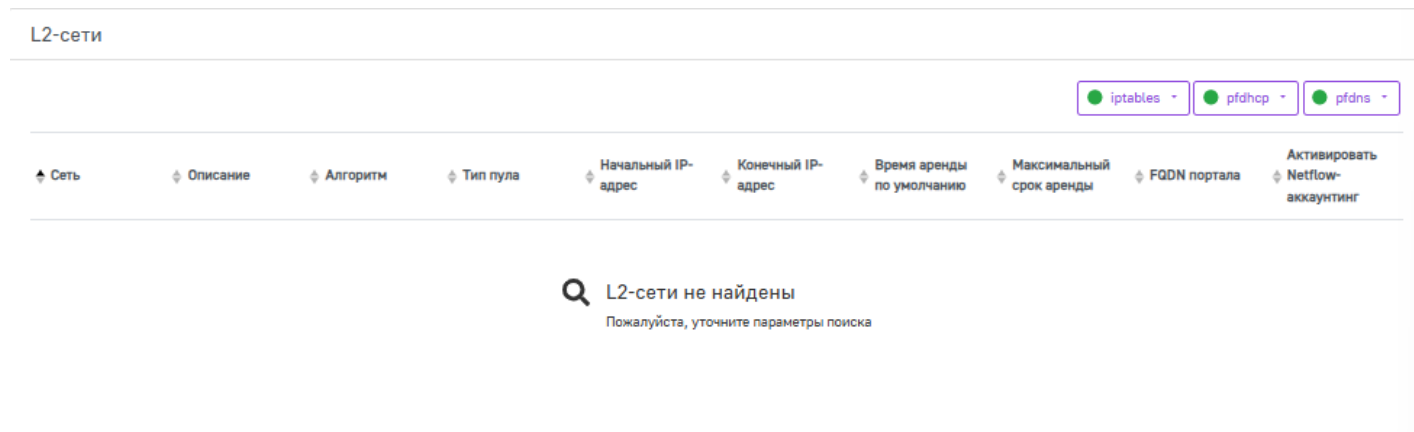 L2-сети
iptables
pfdhcp
pfdns
Сеть
Описание
Алгоритм
Тип пула
Начальный IP-
адрес
Конечный IP-
адрес
Время аренды
по умолчанию
Максимальный
срок аренды
FQDN портала
Активировать
Netflow-
аккаунтинг
L2-сети не найдены
Пожалуйста, уточните параметры поиска